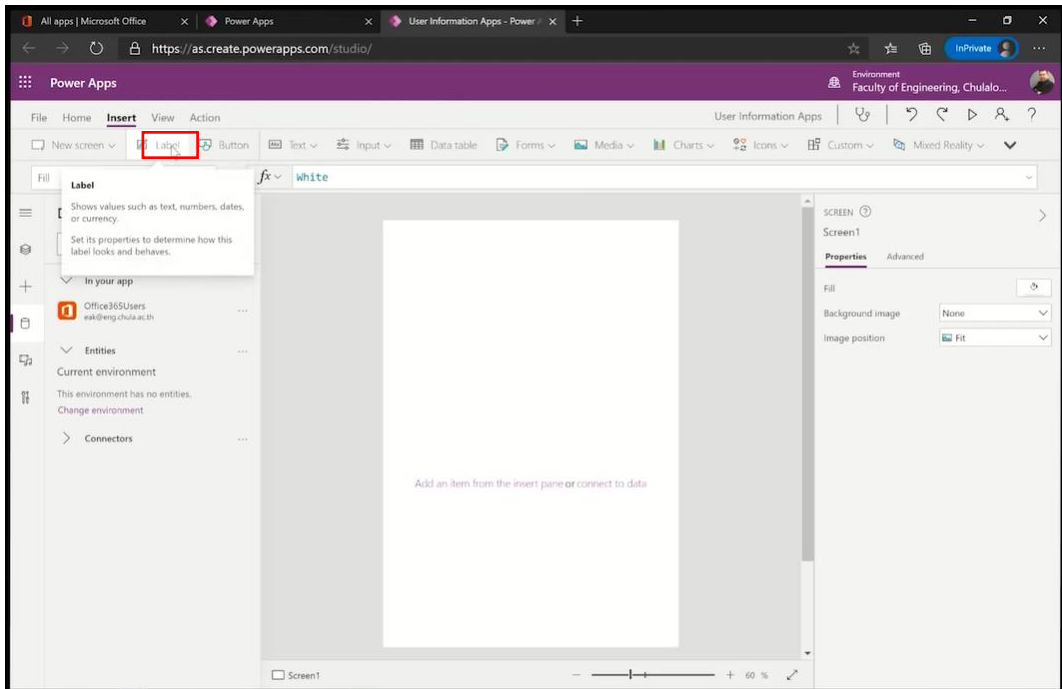 All apps | Microsoft Office
Power Apps
User Information Apps - Power A
https://as.create.powerapps.com/studio/
InPrivate
Power Apps
Environment
Faculty of Engineering, Chulalo...
File Home Insert View Action
User Information Apps
New screen Label Button Text Input Data table Forms Media Charts Icons Custom Mixed Reality
Fill
fx White
Label
Shows values such as text, numbers, dates,
or currency.
Set its properties to determine how this
label looks and behaves.
In your app
Office365Users
eak@eng.chula.ac.th
Entities
Current environment
This environment has no entities.
Change environment
Connectors
Add an item from the insert pane or connect to data
SCREEN
Screen1
Properties Advanced
Fill
Background image None
Image position Fit
Screen1
60 %